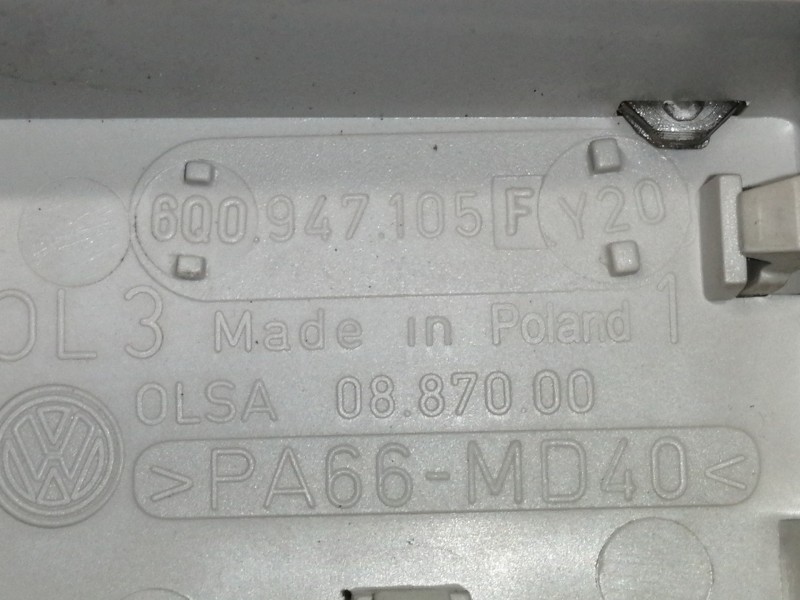 6Q0.947.105 F Y20
OL 3 Made in Poland 1
OLSA 08.870 00
>PA66-MD40<